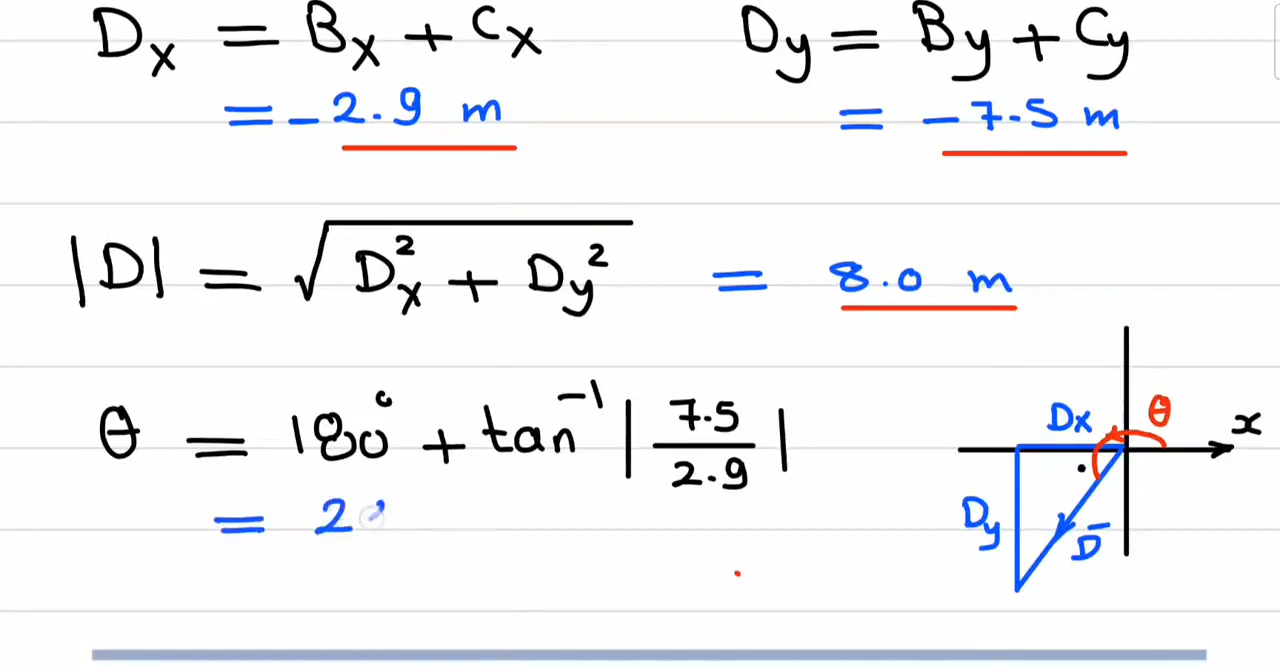 Dx = Bx + Cx
Dy = By + Cy
= - 2.9 m
= - 7.5 m
|D| = √ Dx² + Dy² = 8.0 m
θ = 180° + tan⁻¹ | 7.5 / 2.9 |
= 2
Dx
θ
x
Dy
D̄